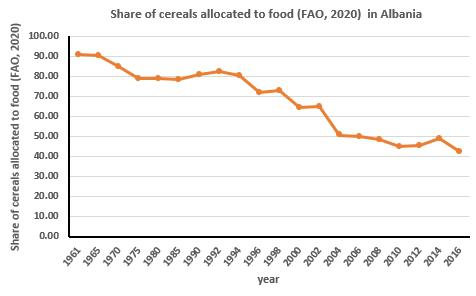 Share of cereals allocated to food (FAO, 2020)  in Albania
Share of cereals allocated to food (FAO, 2020)
100.00
90.00
80.00
70.00
60.00
50.00
40.00
30.00
20.00
10.00
0.00
1961 1965 1970 1975 1980 1985 1990 1992 1994 1996 1998 2000 2002 2004 2006 2008 2010 2012 2014 2016
year